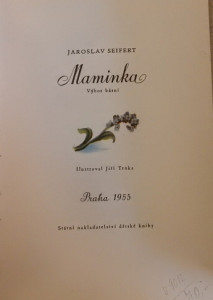 JAROSLAV SEIFERT
Maminka
Výbor básní
Ilustroval Jiří Trnka
Praha 1955
Státní nakladatelství dětské knihy